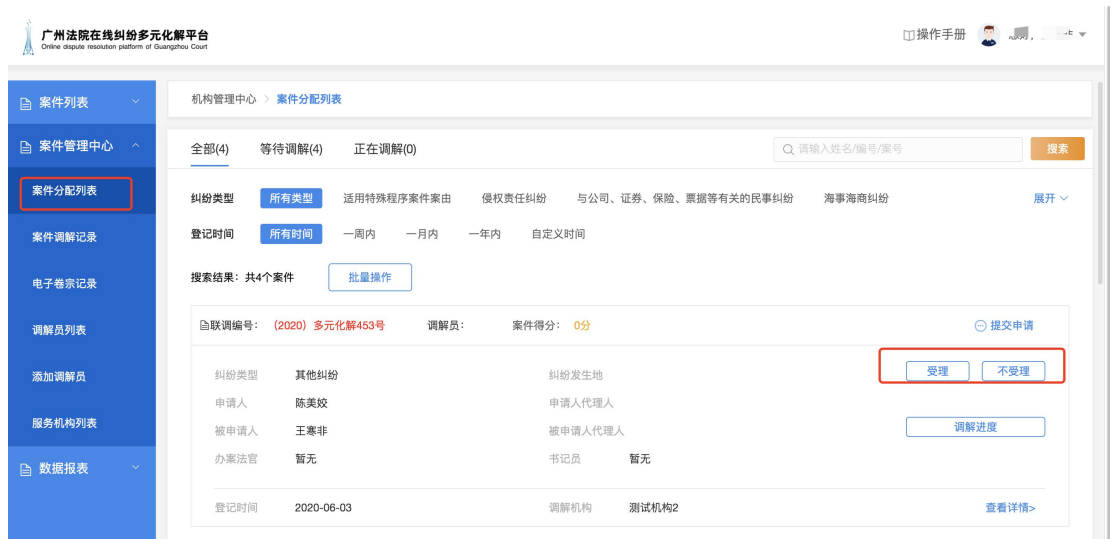 广州法院在线纠纷多元化解平台
Online dispute resolution platform of Guangzhou Court
操作手册
案件列表
案件管理中心
案件分配列表
案件调解记录
电子卷宗记录
调解员列表
添加调解员
服务机构列表
数据报表
机构管理中心 > 案件分配列表
全部(4) 等待调解(4) 正在调解(0) 请输入姓名/编号/案号 搜索
纠纷类型 所有类型 适用特殊程序案件案由 侵权责任纠纷 与公司、证券、保险、票据等有关的民事纠纷 海事海商纠纷 展开
登记时间 所有时间 一周内 一月内 一年内 自定义时间
搜索结果：共4个案件 批量操作
联调编号： （2020）多元化解453号 调解员： 案件得分： 0分 提交申请
纠纷类型 其他纠纷 纠纷发生地 受理 不受理
申请人 陈美姣 申请人代理人
被申请人 王寒非 被申请人代理人 调解进度
办案法官 暂无 书记员 暂无
登记时间 2020-06-03 调解机构 测试机构2 查看详情>